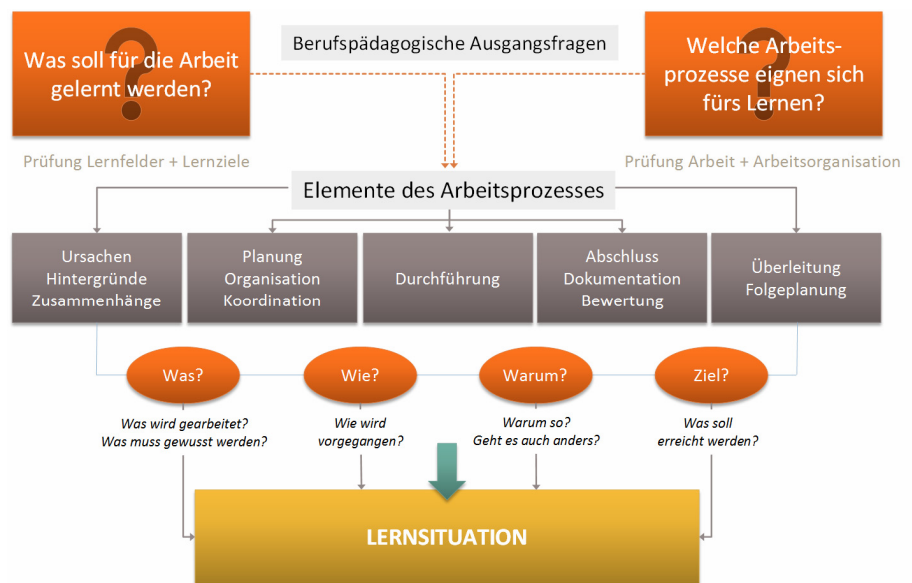 Was soll für die Arbeit
gelernt werden?
?
Berufspädagogische Ausgangsfragen
Welche Arbeits-
prozesse eignen sich
fürs Lernen?
?
Prüfung Lernfelder + Lernziele
Prüfung Arbeit + Arbeitsorganisation
Elemente des Arbeitsprozesses
Ursachen
Hintergründe
Zusammenhänge
Planung
Organisation
Koordination
Durchführung
Abschluss
Dokumentation
Bewertung
Überleitung
Folgeplanung
Was?
Wie?
Warum?
Ziel?
Was wird gearbeitet?
Was muss gewusst werden?
Wie wird
vorgegangen?
Warum so?
Geht es auch anders?
Was soll
erreicht werden?
LERNSITUATION